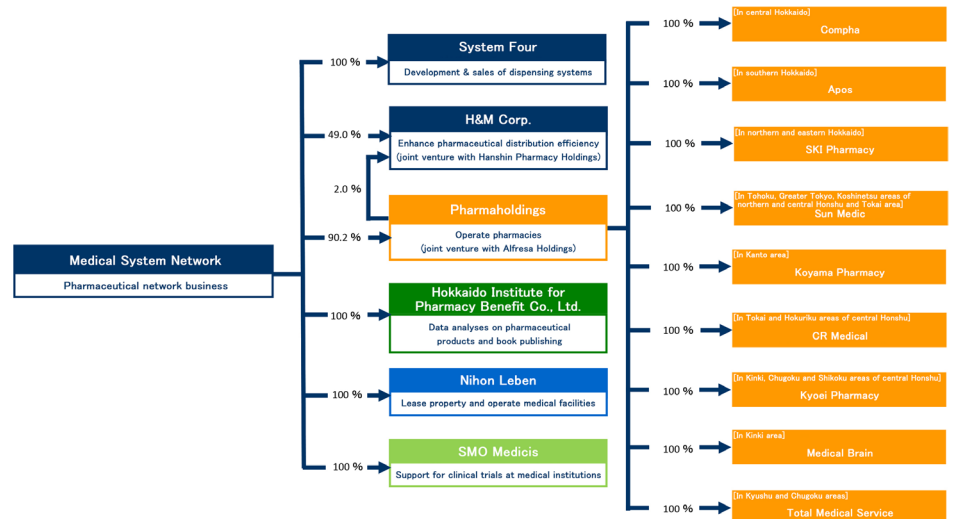 Medical System Network
Pharmaceutical network business
100 %
System Four
Development & sales of dispensing systems
49.0 %
H&M Corp.
Enhance pharmaceutical distribution efficiency
(joint venture with Hanshin Pharmacy Holdings)
2.0 %
90.2 %
Pharmaholdings
Operate pharmacies
(joint venture with Alfresa Holdings)
100 %
Hokkaido Institute for
Pharmacy Benefit Co., Ltd.
Data analyses on pharmaceutical
products and book publishing
100 %
Nihon Leben
Lease property and operate medical facilities
100 %
SMO Medicis
Support for clinical trials at medical institutions
100 %
[In central Hokkaido]
Compha
100 %
[In southern Hokkaido]
Apos
100 %
[In northern and eastern Hokkaido]
SKI Pharmacy
100 %
[In Tohoku, Greater Tokyo, Koshinetsu areas of
northern and central Honshu and Tokai area]
Sun Medic
100 %
[In Kanto area]
Koyama Pharmacy
100 %
[In Tokai and Hokuriku areas of central Honshu]
CR Medical
100 %
[In Kinki, Chugoku and Shikoku areas of central Honshu]
Kyoei Pharmacy
100 %
[In Kinki area]
Medical Brain
100 %
[In Kyushu and Chugoku areas]
Total Medical Service